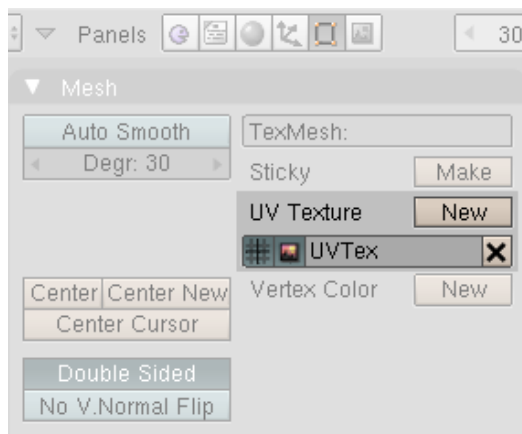 Panels 30
Mesh
Auto Smooth
Degr: 30
TexMesh:
Sticky Make
UV Texture New
UVTex
Vertex Color New
Center Center New
Center Cursor
Double Sided
No V.Normal Flip